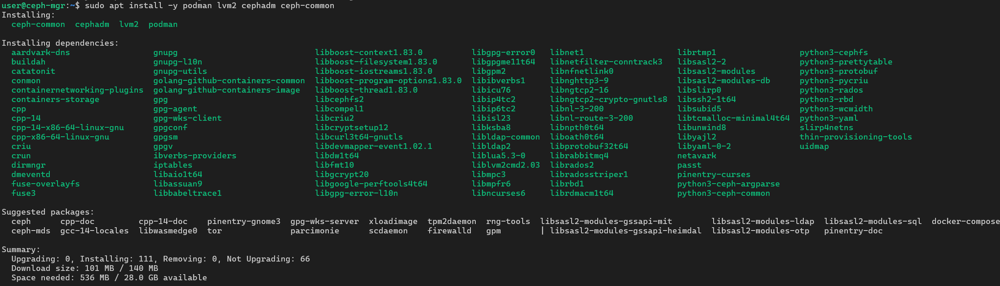 user@ceph-mgr:~$ sudo apt install -y podman lvm2 cephadm ceph-common
Installing:
  ceph-common  cephadm  lvm2  podman

Installing dependencies:
  aardvark-dns                gnupg                            libboost-context1.83.0          libgpg-error0   libnet1                  librtmp1                 python3-cephfs
  buildah                     gnupg-l10n                       libboost-filesystem1.83.0       libgpgme11t64   libnetfilter-conntrack3  libsasl2-2               python3-prettytable
  catatonit                   gnupg-utils                      libboost-iostreams1.83.0        libgpm2         libnfnetlink0            libsasl2-modules         python3-protobuf
  conmon                      golang-github-containers-common  libboost-program-options1.83.0  libibverbs1     libnghttp3-9             libsasl2-modules-db      python3-pycriu
  containernetworking-plugins  golang-github-containers-image   libboost-thread1.83.0           libicu76        libngtcp2-16             libslirp0                python3-rados
  containers-storage          gpg                              libcephfs2                      libip4tc2       libngtcp2-crypto-gnutls8  libssh2-1t64             python3-rbd
  cpp                         gpg-agent                        libcompel1                      libip6tc2       libnl-3-200              libsubid5                python3-wcwidth
  cpp-14                      gpg-wks-client                   libcriu2                        libisl23        libnl-route-3-200        libtcmalloc-minimal4t64  python3-yaml
  cpp-14-x86-64-linux-gnu     gpgconf                          libcryptsetup12                 libksba8        libnpth0t64              libunwind8               slirp4netns
  cpp-x86-64-linux-gnu        gpgsm                            libcurl3t64-gnutls              libldap-common  liboath0t64              libyajl2                 thin-provisioning-tools
  criu                        gpgv                             libdevmapper-event1.02.1        libldap2        libprotobuf32t64         libyaml-0-2              uidmap
  crun                        ibverbs-providers                libdw1t64                       liblua5.3-0     librabbitmq4             netavark
  dirmngr                     iptables                         libfmt10                        liblvm2cmd2.03  librados2                passt
  dmeventd                    libaio1t64                       libgcrypt20                     libmpc3         libradosstriper1         pinentry-curses
  fuse-overlayfs              libassuan9                       libgoogle-perftools4t64         libmpfr6        librbd1                  python3-ceph-argparse
  fuse3                       libbabeltrace1                   libgpg-error-l10n               libncurses6     librdmacm1t64            python3-ceph-common

Suggested packages:
  ceph      cpp-doc         cpp-14-doc    pinentry-gnome3  gpg-wks-server  xloadimage  tpm2daemon  rng-tools  libsasl2-modules-gssapi-mit        libsasl2-modules-ldap  libsasl2-modules-sql  docker-compose
  ceph-mds  gcc-14-locales  libwasmedge0  tor              parcimonie      scdaemon    firewalld   gpm        | libsasl2-modules-gssapi-heimdal  libsasl2-modules-otp   pinentry-doc

Summary:
  Upgrading: 0, Installing: 111, Removing: 0, Not Upgrading: 66
  Download size: 101 MB / 140 MB
  Space needed: 536 MB / 28.0 GB available